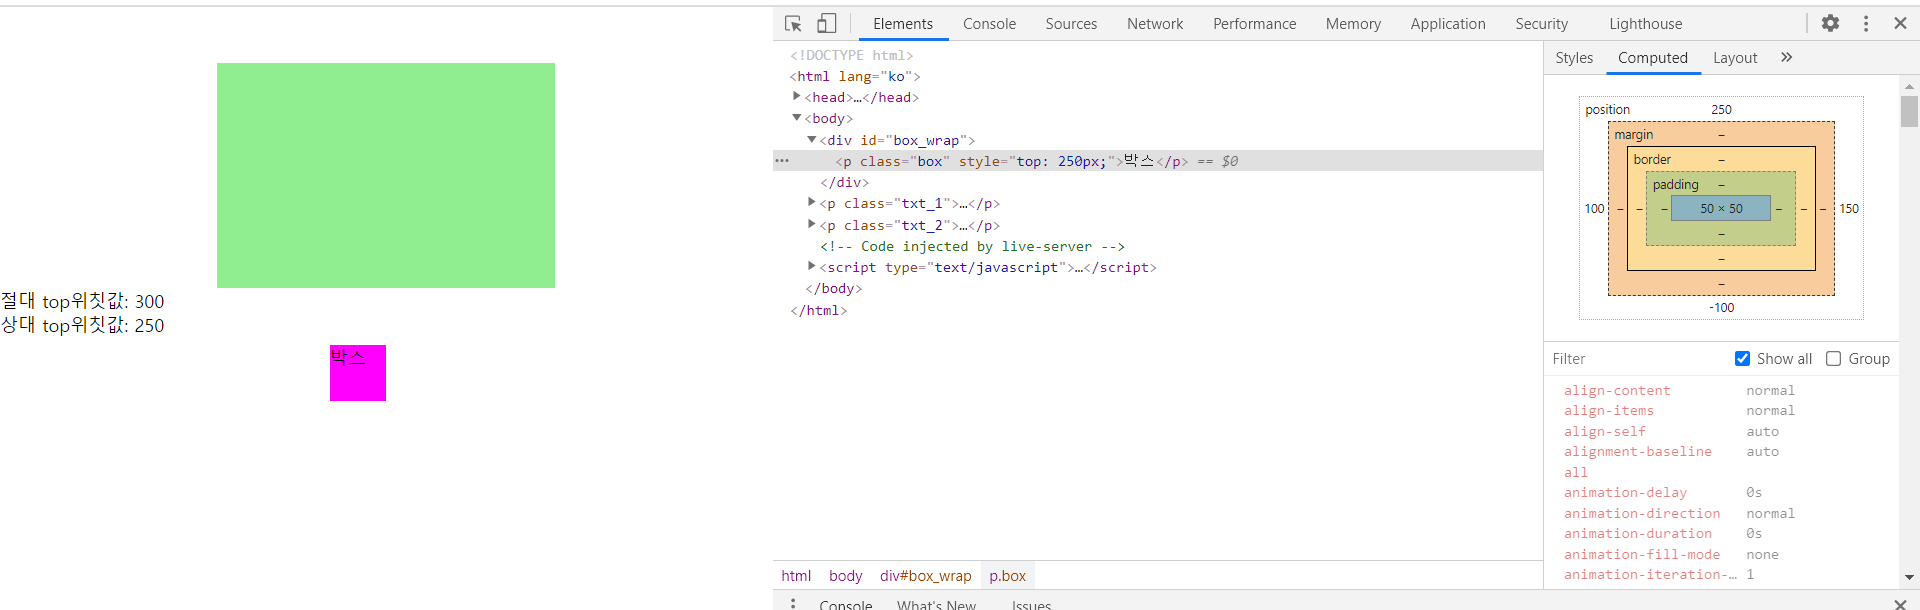 절대 top위칫값: 300
상대 top위칫값: 250
박스
Elements Console Sources Network Performance Memory Application Security Lighthouse
<!DOCTYPE html>
<html lang="ko">
<head>…</head>
<body>
<div id="box_wrap">
<p class="box" style="top: 250px;">박스</p> == $0
</div>
<p class="txt_1">…</p>
<p class="txt_2">…</p>
<!-- Code injected by live-server -->
<script type="text/javascript">…</script>
</body>
</html>
html body div#box_wrap p.box
Console What's New Issues
Styles Computed Layout
position 250
margin –
border –
padding –
100 – – – 50 × 50 – – – 150
–
–
–
-100
Filter Show all Group
align-content normal
align-items normal
align-self auto
alignment-baseline auto
all
animation-delay 0s
animation-direction normal
animation-duration 0s
animation-fill-mode none
animation-iteration-… 1